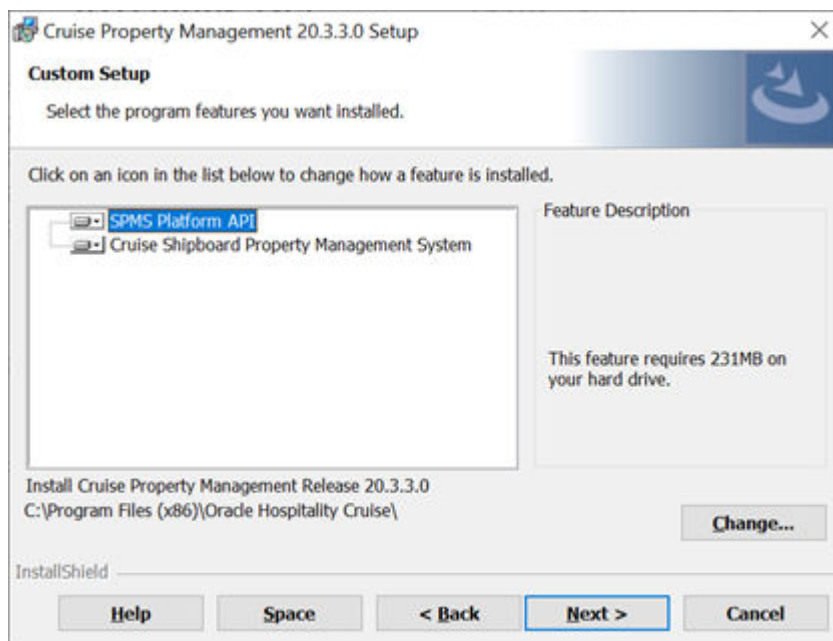 Cruise Property Management 20.3.3.0 Setup
Custom Setup
Select the program features you want installed.
Click on an icon in the list below to change how a feature is installed.
SPMS Platform API
Cruise Shipboard Property Management System
Feature Description
This feature requires 231MB on
your hard drive.
Install Cruise Property Management Release 20.3.3.0
C:\Program Files (x86)\Oracle Hospitality Cruise\
Change...
InstallShield
Help
Space
< Back
Next >
Cancel